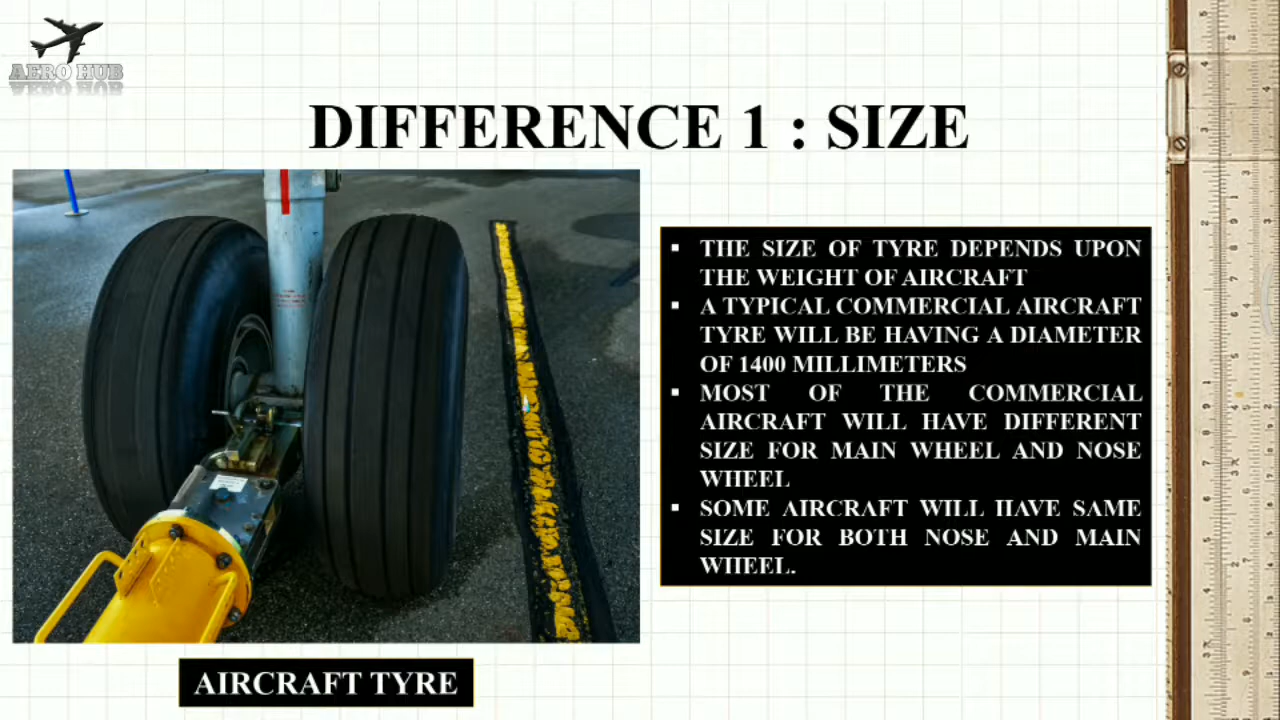 AERO HUB
DIFFERENCE 1 : SIZE
▪ THE SIZE OF TYRE DEPENDS UPON
THE WEIGHT OF AIRCRAFT
▪ A TYPICAL COMMERCIAL AIRCRAFT
TYRE WILL BE HAVING A DIAMETER
OF 1400 MILLIMETERS
▪ MOST OF THE COMMERCIAL
AIRCRAFT WILL HAVE DIFFERENT
SIZE FOR MAIN WHEEL AND NOSE
WHEEL
▪ SOME AIRCRAFT WILL HAVE SAME
SIZE FOR BOTH NOSE AND MAIN
WHEEL.
AIRCRAFT TYRE